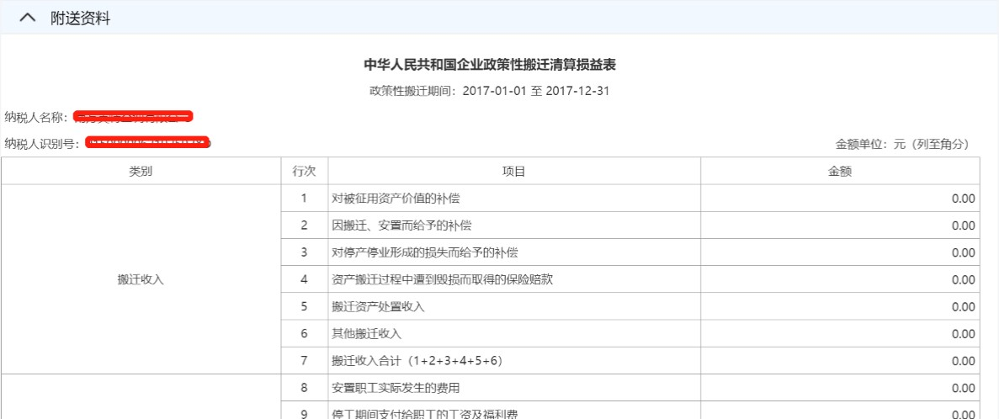 附送资料
中华人民共和国企业政策性搬迁清算损益表
政策性搬迁期间：2017-01-01 至 2017-12-31
纳税人名称：
纳税人识别号：
金额单位：元（列至角分）
类别 行次 项目 金额
1 对被征用资产价值的补偿 0.00
2 因搬迁、安置而给予的补偿 0.00
3 对停产停业形成的损失而给予的补偿 0.00
搬迁收入 4 资产搬迁过程中遭到毁损而取得的保险赔款 0.00
5 搬迁资产处置收入 0.00
6 其他搬迁收入 0.00
7 搬迁收入合计（1+2+3+4+5+6） 0.00
8 安置职工实际发生的费用 0.00
9 停工期间支付给职工的工资及福利费 0.00